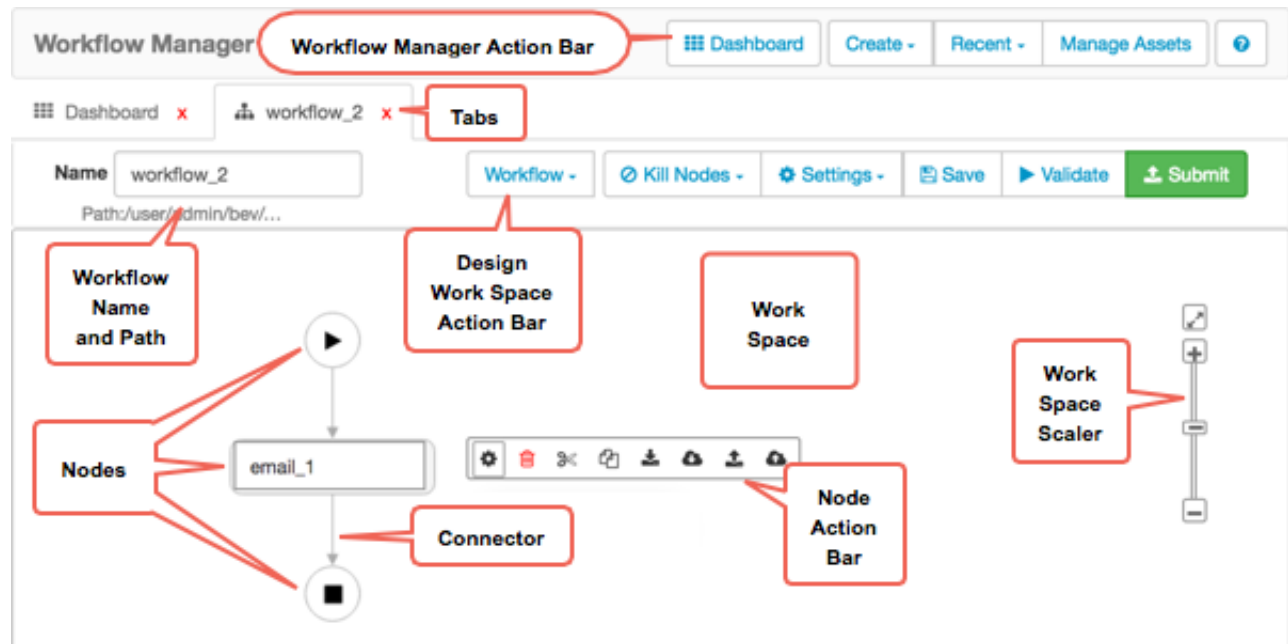 Workflow Manager
Workflow Manager Action Bar
Dashboard
Create
Recent
Manage Assets
?
Dashboard x
workflow_2 x
Tabs
Name
workflow_2
Path:/user/admin/bev/...
Workflow
Kill Nodes
Settings
Save
Validate
Submit
Workflow
Name
and Path
Design
Work Space
Action Bar
Work
Space
Work
Space
Scaler
Nodes
email_1
Node
Action
Bar
Connector